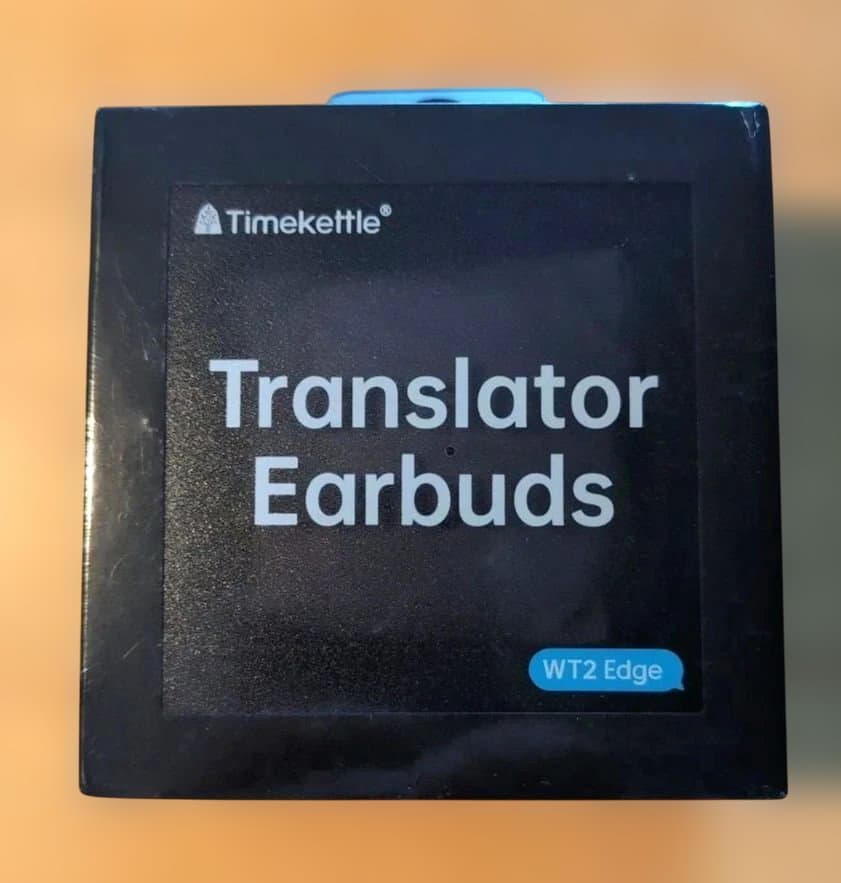 Timekettle®
Translator
Earbuds
WT2 Edge